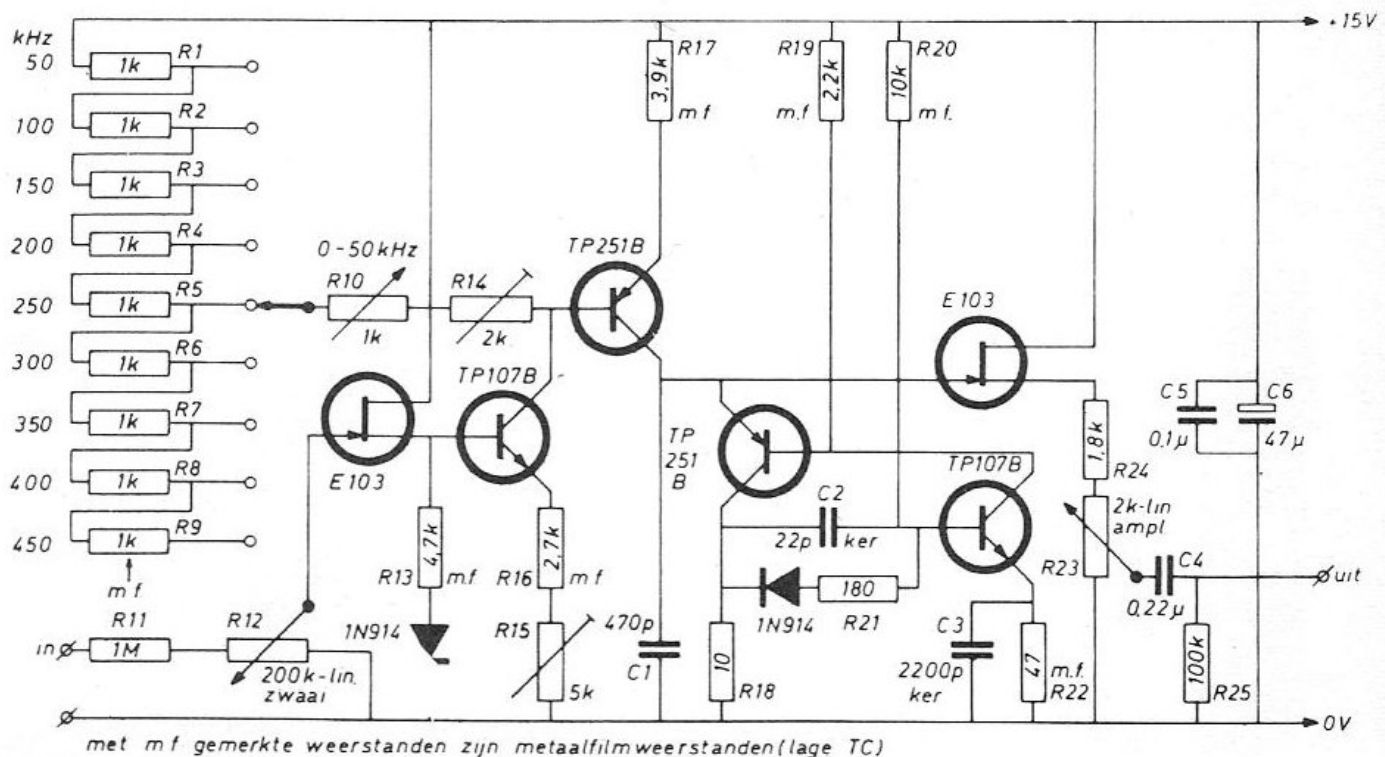 +15V
kHz
50
1k
R1
R17
3,9k
m f
R19
2,2k
m.f
R20
10k
m f.
100
1k
R2
150
1k
R3
200
1k
R4
0-50kHz
TP251B
250
1k
R5
R10
1k
R14
2k.
E103
300
1k
R6
TP107B
350
1k
R7
C5
0,1µ
C6
47µ
400
1k
R8
E103
TP
251
B
TP107B
1,8k
R24
450
1k
R9
m f
C2
22p
ker
2k-lin
ampl.
R23
4,7k
R13
m.f
2,7k
R16
m f
C4
0,22µ
uit
R11
in
1M
R12
200k-lin.
zwaai
1N914
R15
5k
470p
C1
1N914
180
R21
10
R18
C3
2200p
ker
47
m.f.
R22
100k
R25
0V
met m f gemerkte weerstanden zijn metaalfilmweerstanden (lage TC)